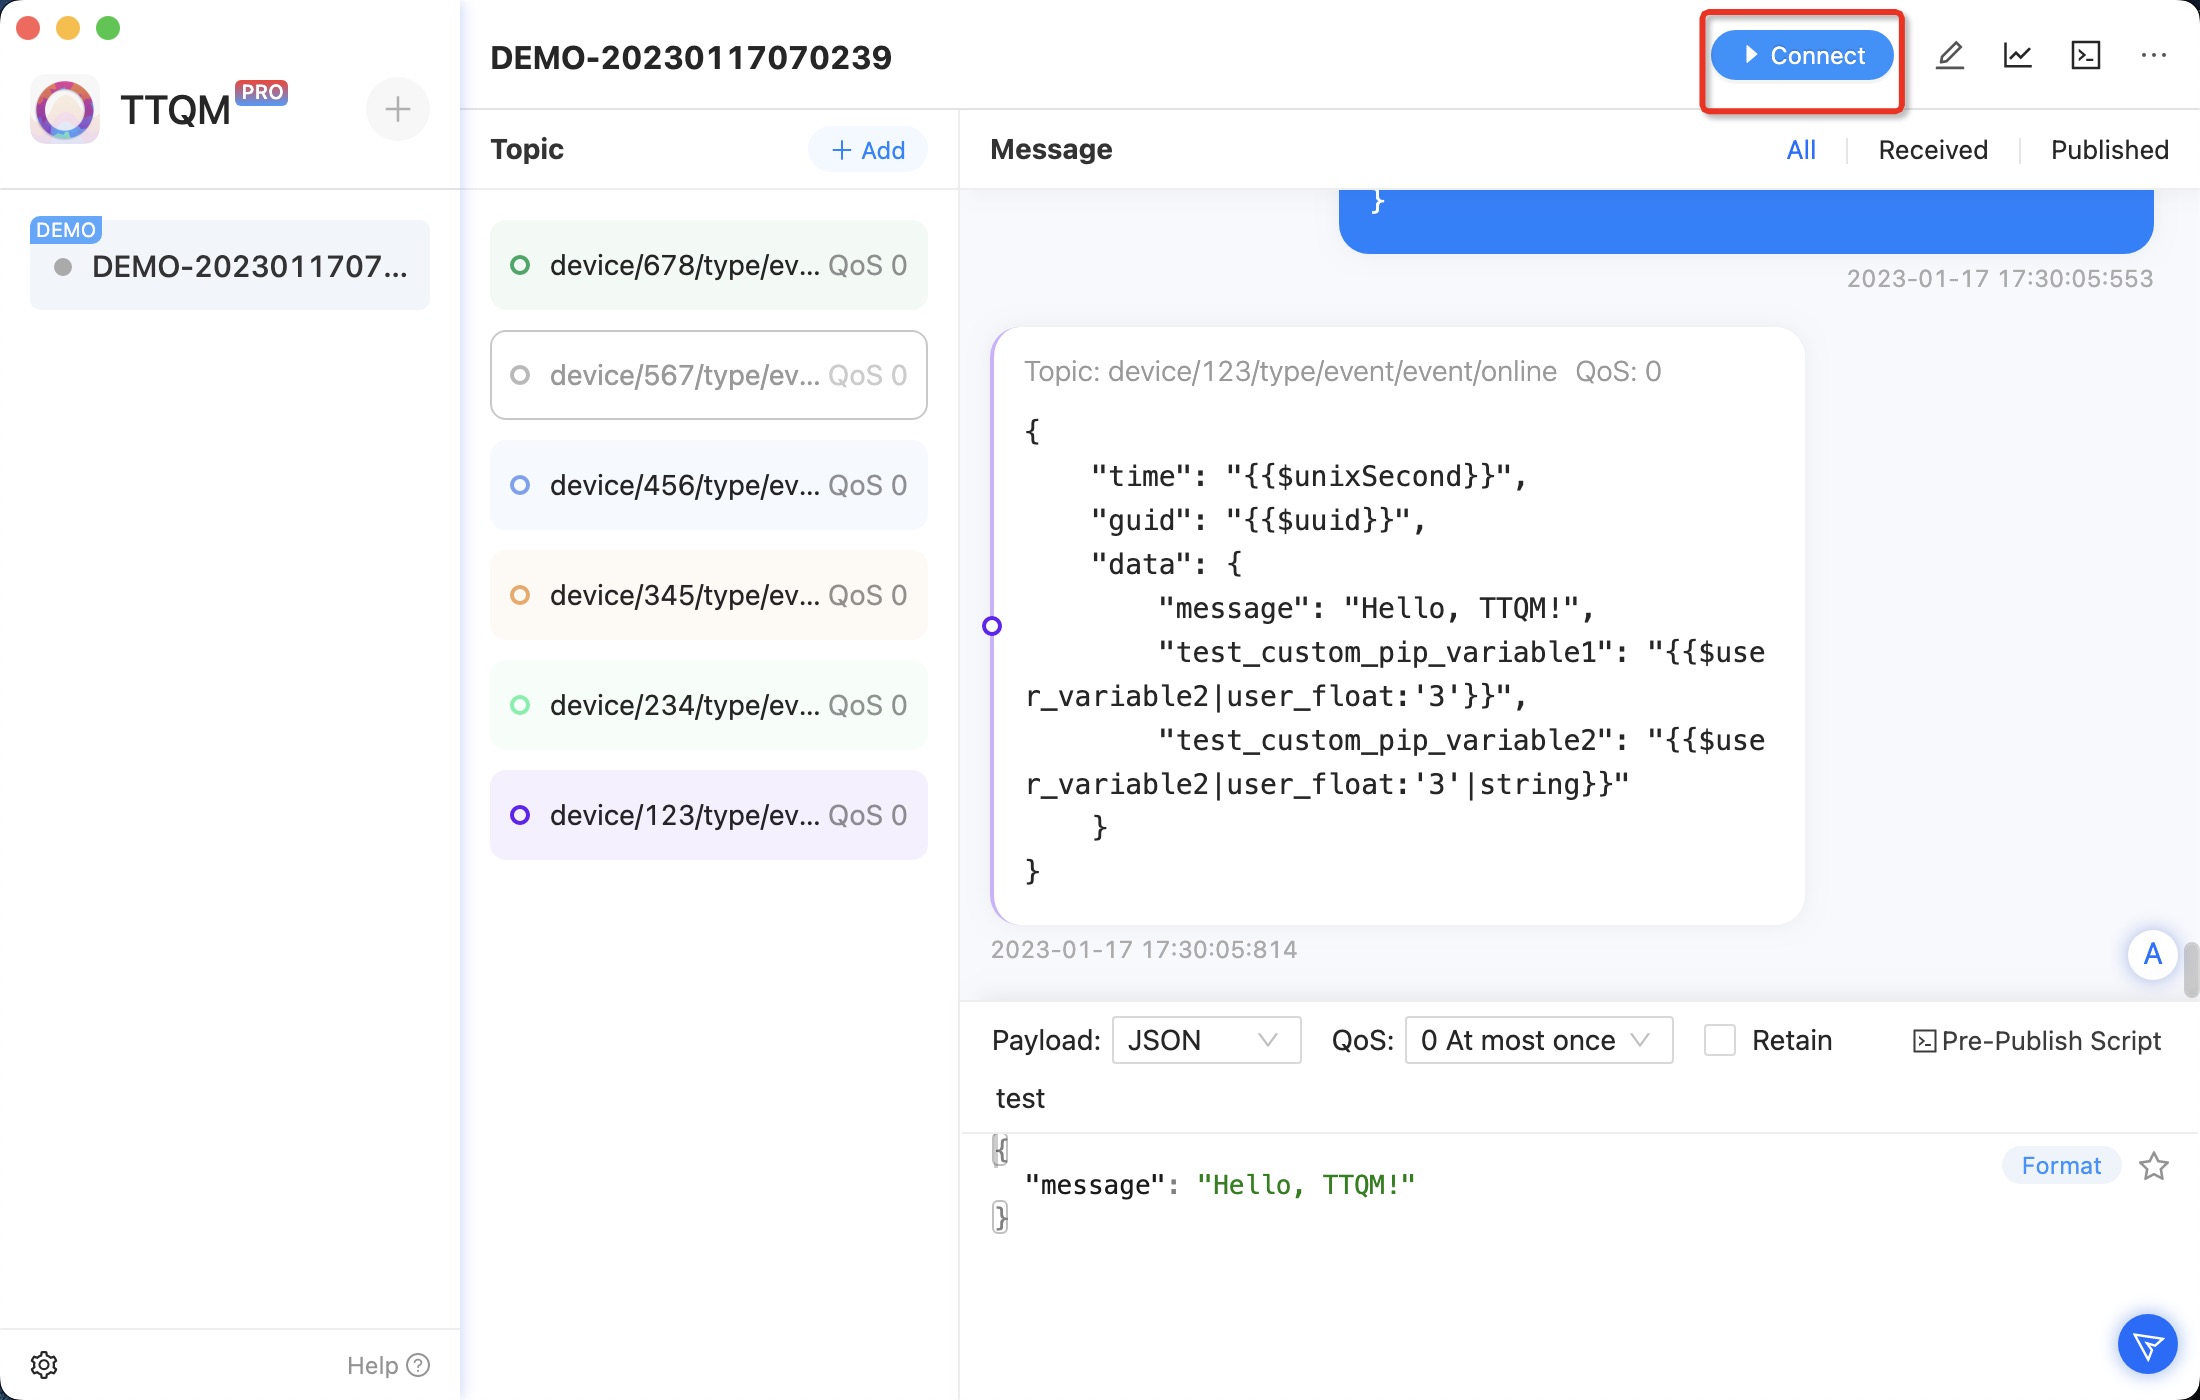 TTQM PRO
DEMO
DEMO-2023011707...
Help
DEMO-20230117070239
Connect
Topic
Add
device/678/type/ev... QoS 0
device/567/type/ev... QoS 0
device/456/type/ev... QoS 0
device/345/type/ev... QoS 0
device/234/type/ev... QoS 0
device/123/type/ev... QoS 0
Message
All
Received
Published
}
2023-01-17 17:30:05:553
Topic: device/123/type/event/event/online QoS: 0
{
"time": "{{$unixSecond}}",
"guid": "{{$uuid}}",
"data": {
"message": "Hello, TTQM!",
"test_custom_pip_variable1": "{{$use
r_variable2|user_float:'3'}}",
"test_custom_pip_variable2": "{{$use
r_variable2|user_float:'3'|string}}"
}
}
2023-01-17 17:30:05:814
A
Payload: JSON QoS: 0 At most once Retain Pre-Publish Script
test
{
"message": "Hello, TTQM!"
}
Format